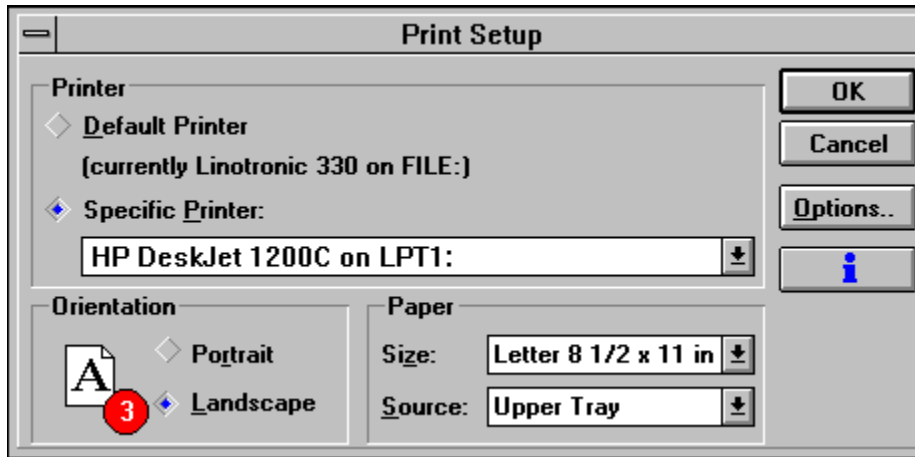 Print Setup
Printer
Default Printer
(currently Linotronic 330 on FILE:)
Specific Printer:
HP DeskJet 1200C on LPT1:
OK
Cancel
Options..
i
Orientation
A
3
Portrait
Landscape
Paper
Size: Letter 8 1/2 x 11 in
Source: Upper Tray